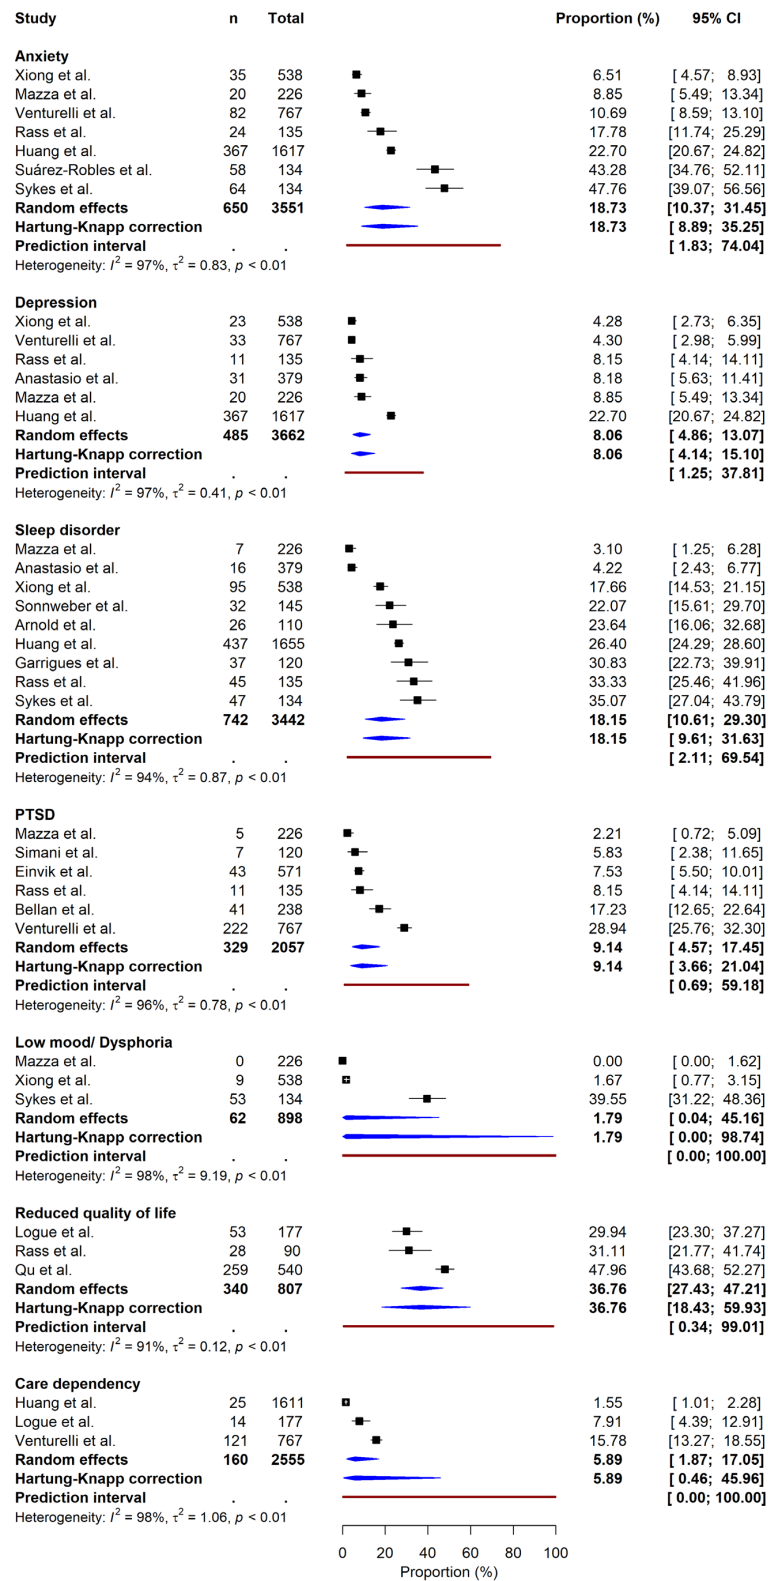 Study n Total Proportion (%) 95% CI
Anxiety
Xiong et al. 35 538 6.51 [ 4.57; 8.93]
Mazza et al. 20 226 8.85 [ 5.49; 13.34]
Venturelli et al. 82 767 10.69 [ 8.59; 13.10]
Rass et al. 24 135 17.78 [11.74; 25.29]
Huang et al. 367 1617 22.70 [20.67; 24.82]
Suárez-Robles et al. 58 134 43.28 [34.76; 52.11]
Sykes et al. 64 134 47.76 [39.07; 56.56]
Random effects 650 3551 18.73 [10.37; 31.45]
Hartung-Knapp correction 18.73 [ 8.89; 35.25]
Prediction interval . . [ 1.83; 74.04]
Heterogeneity: I² = 97%, τ² = 0.83, p < 0.01
Depression
Xiong et al. 23 538 4.28 [ 2.73; 6.35]
Venturelli et al. 33 767 4.30 [ 2.98; 5.99]
Rass et al. 11 135 8.15 [ 4.14; 14.11]
Anastasio et al. 31 379 8.18 [ 5.63; 11.41]
Mazza et al. 20 226 8.85 [ 5.49; 13.34]
Huang et al. 367 1617 22.70 [20.67; 24.82]
Random effects 485 3662 8.06 [ 4.86; 13.07]
Hartung-Knapp correction 8.06 [ 4.14; 15.10]
Prediction interval . . [ 1.25; 37.81]
Heterogeneity: I² = 97%, τ² = 0.41, p < 0.01
Sleep disorder
Mazza et al. 7 226 3.10 [ 1.25; 6.28]
Anastasio et al. 16 379 4.22 [ 2.43; 6.77]
Xiong et al. 95 538 17.66 [14.53; 21.15]
Sonnweber et al. 32 145 22.07 [15.61; 29.70]
Arnold et al. 26 110 23.64 [16.06; 32.68]
Huang et al. 437 1655 26.40 [24.29; 28.60]
Garrigues et al. 37 120 30.83 [22.73; 39.91]
Rass et al. 45 135 33.33 [25.46; 41.96]
Sykes et al. 47 134 35.07 [27.04; 43.79]
Random effects 742 3442 18.15 [10.61; 29.30]
Hartung-Knapp correction 18.15 [ 9.61; 31.63]
Prediction interval . . [ 2.11; 69.54]
Heterogeneity: I² = 94%, τ² = 0.87, p < 0.01
PTSD
Mazza et al. 5 226 2.21 [ 0.72; 5.09]
Simani et al. 7 120 5.83 [ 2.38; 11.65]
Einvik et al. 43 571 7.53 [ 5.50; 10.01]
Rass et al. 11 135 8.15 [ 4.14; 14.11]
Bellan et al. 41 238 17.23 [12.65; 22.64]
Venturelli et al. 222 767 28.94 [25.76; 32.30]
Random effects 329 2057 9.14 [ 4.57; 17.45]
Hartung-Knapp correction 9.14 [ 3.66; 21.04]
Prediction interval . . [ 0.69; 59.18]
Heterogeneity: I² = 96%, τ² = 0.78, p < 0.01
Low mood/ Dysphoria
Mazza et al. 0 226 0.00 [ 0.00; 1.62]
Xiong et al. 9 538 1.67 [ 0.77; 3.15]
Sykes et al. 53 134 39.55 [31.22; 48.36]
Random effects 62 898 1.79 [ 0.04; 45.16]
Hartung-Knapp correction 1.79 [ 0.00; 98.74]
Prediction interval . . [ 0.00; 100.00]
Heterogeneity: I² = 98%, τ² = 9.19, p < 0.01
Reduced quality of life
Logue et al. 53 177 29.94 [23.30; 37.27]
Rass et al. 28 90 31.11 [21.77; 41.74]
Qu et al. 259 540 47.96 [43.68; 52.27]
Random effects 340 807 36.76 [27.43; 47.21]
Hartung-Knapp correction 36.76 [18.43; 59.93]
Prediction interval . . [ 0.34; 99.01]
Heterogeneity: I² = 91%, τ² = 0.12, p < 0.01
Care dependency
Huang et al. 25 1611 1.55 [ 1.01; 2.28]
Logue et al. 14 177 7.91 [ 4.39; 12.91]
Venturelli et al. 121 767 15.78 [13.27; 18.55]
Random effects 160 2555 5.89 [ 1.87; 17.05]
Hartung-Knapp correction 5.89 [ 0.46; 45.96]
Prediction interval . . [ 0.00; 100.00]
Heterogeneity: I² = 98%, τ² = 1.06, p < 0.01
0 20 40 60 80 100
Proportion (%)